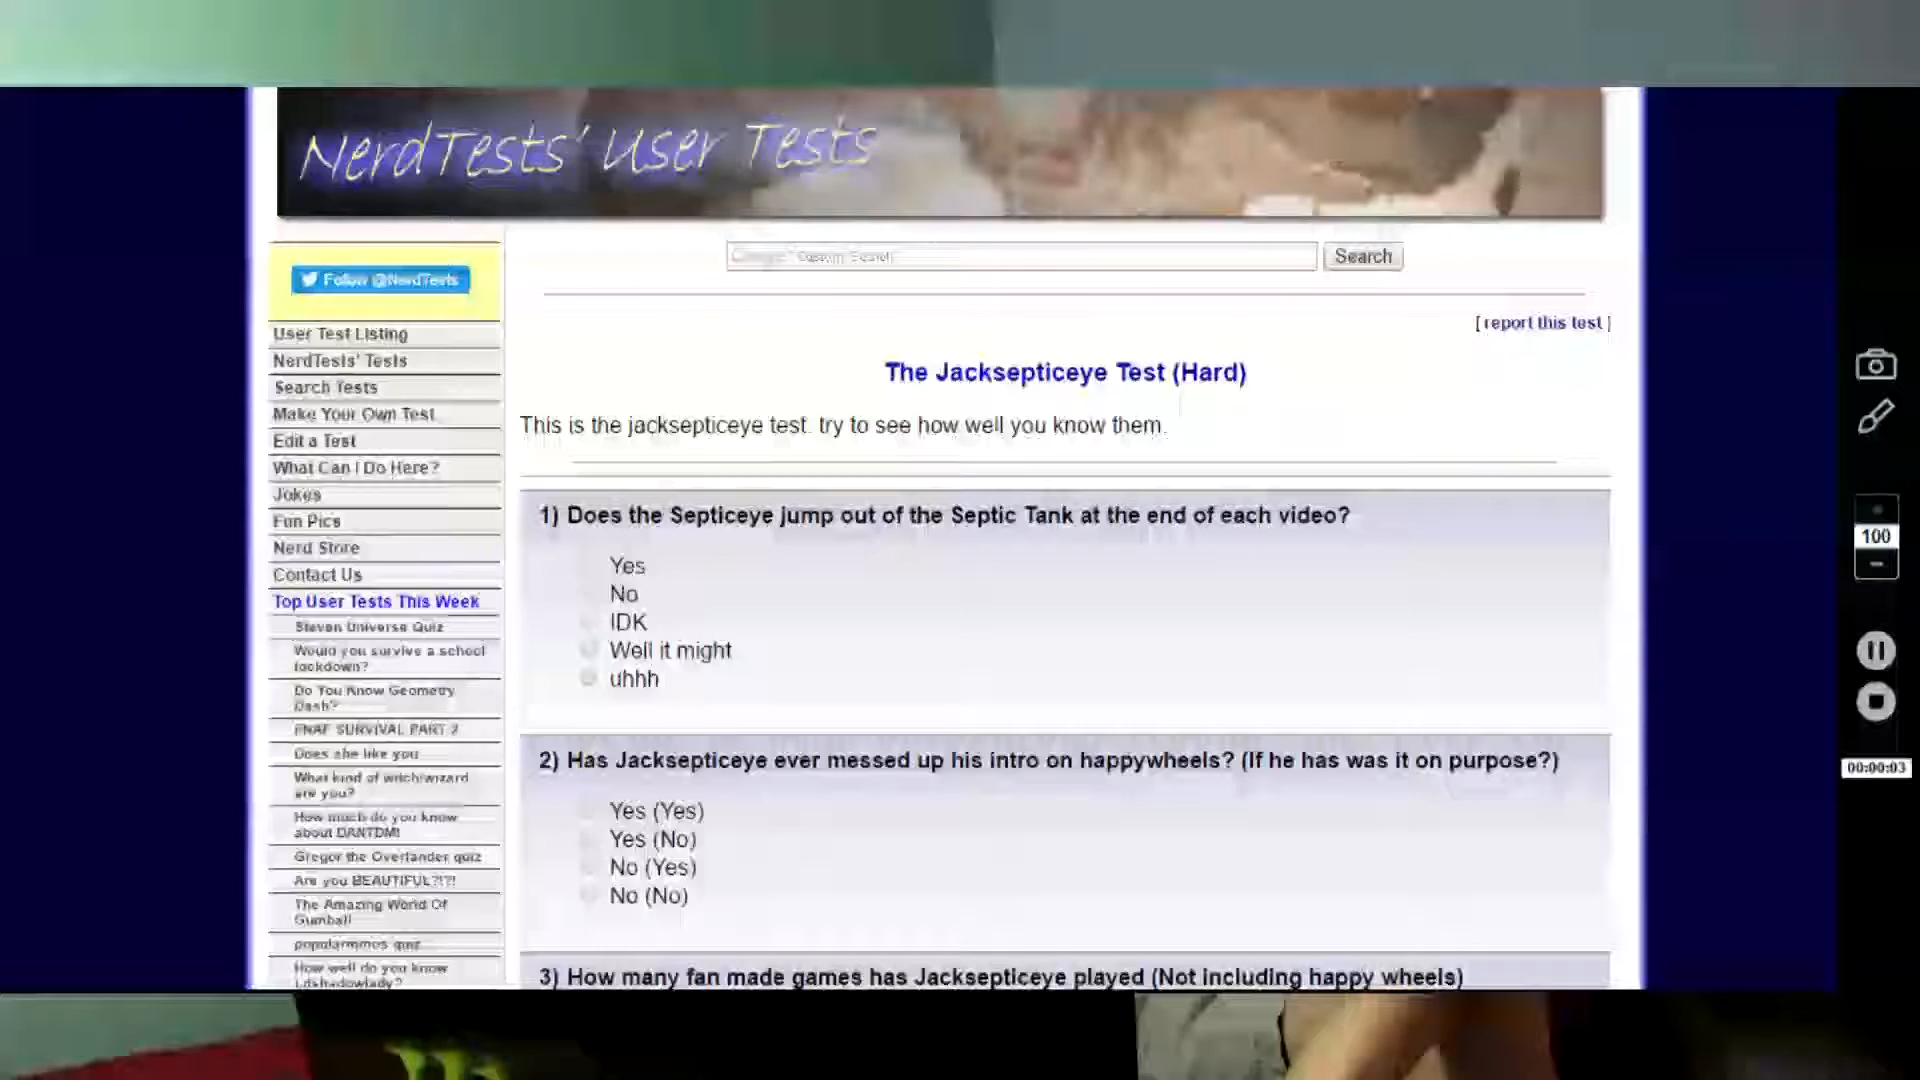 NerdTests' User Tests
Search
Follow @NerdTests
[ report this test ]
User Test Listing
NerdTests' Tests
Search Tests
Make Your Own Test
Edit a Test
What Can I Do Here?
Jokes
Fun Pics
Nerd Store
Contact Us
Top User Tests This Week
Steven Universe Quiz
Would you survive a school
lockdown?
Do You Know Geometry
Dash?
FNAF SURVIVAL PART 2
Does she like you
What kind of witch/wizard
are you?
How much do you know
about DANTDM!
Gregor the Overlander quiz
Are you BEAUTIFUL?!?!
The Amazing World Of
Gumball
popularmmos quiz
How well do you know
Ldshadowlady?
The Jacksepticeye Test (Hard)
This is the jacksepticeye test. try to see how well you know them.
1) Does the Septiceye jump out of the Septic Tank at the end of each video?
Yes
No
IDK
Well it might
uhhh
2) Has Jacksepticeye ever messed up his intro on happywheels? (If he has was it on purpose?)
Yes (Yes)
Yes (No)
No (Yes)
No (No)
3) How many fan made games has Jacksepticeye played (Not including happy wheels)
100
00:00:03